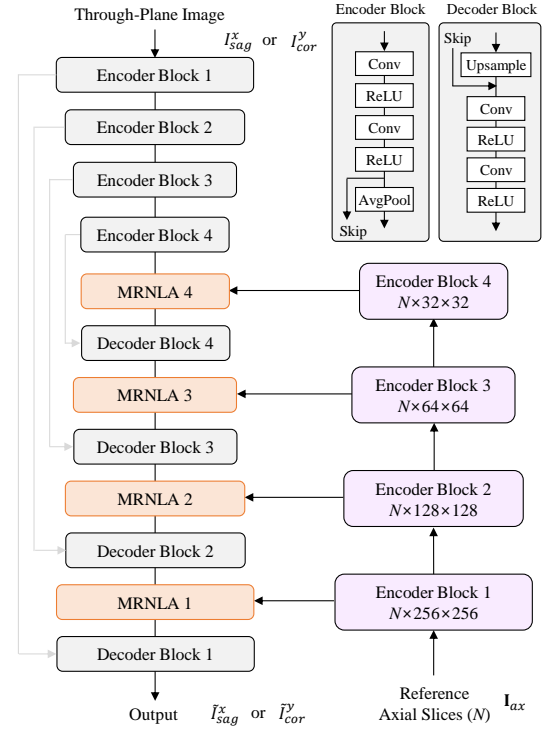 Through-Plane Image
I^x_sag or I^y_cor
Encoder Block 1
Encoder Block 2
Encoder Block 3
Encoder Block 4
MRNLA 4
Decoder Block 4
MRNLA 3
Decoder Block 3
MRNLA 2
Decoder Block 2
MRNLA 1
Decoder Block 1
Output Ĩ^x_sag or Ĩ^y_cor
Encoder Block
Conv
ReLU
Conv
ReLU
AvgPool
Skip
Decoder Block
Skip
Upsample
Conv
ReLU
Conv
ReLU
Encoder Block 4
N×32×32
Encoder Block 3
N×64×64
Encoder Block 2
N×128×128
Encoder Block 1
N×256×256
Reference
Axial Slices (N)
I_ax